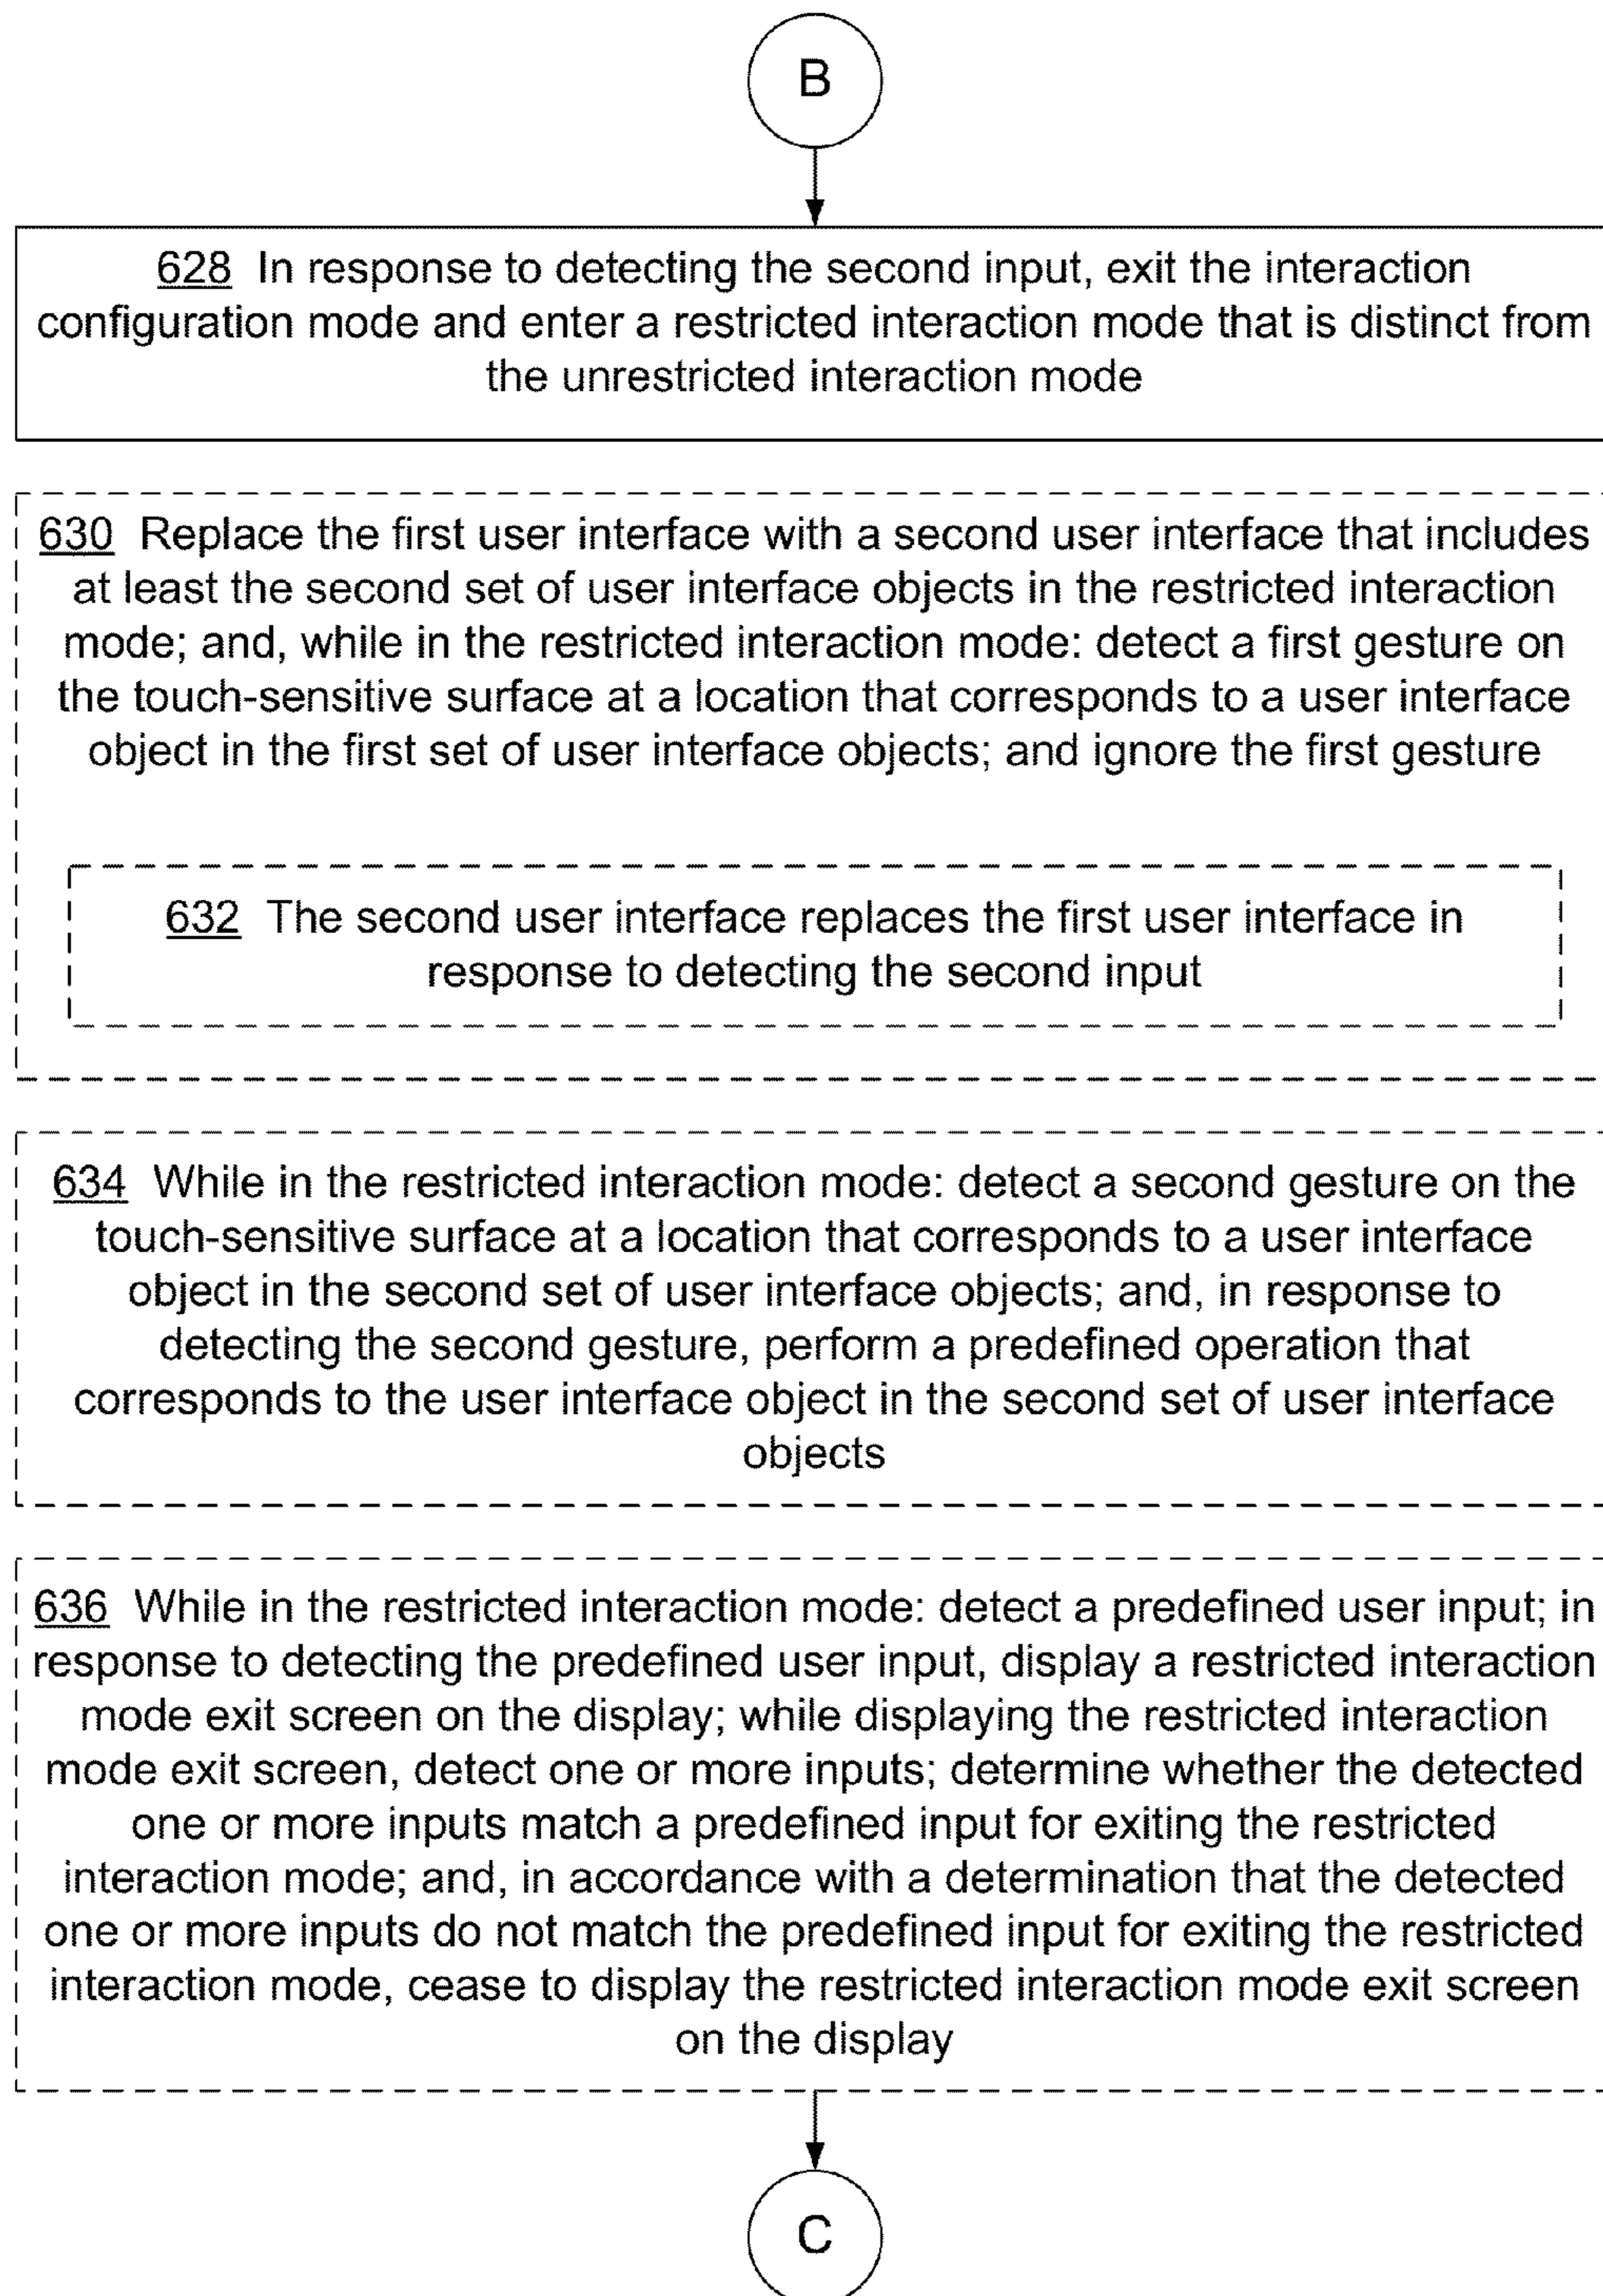 B
628 In response to detecting the second input, exit the interaction
configuration mode and enter a restricted interaction mode that is distinct from
the unrestricted interaction mode
630 Replace the first user interface with a second user interface that includes
at least the second set of user interface objects in the restricted interaction
mode; and, while in the restricted interaction mode: detect a first gesture on
the touch-sensitive surface at a location that corresponds to a user interface
object in the first set of user interface objects; and ignore the first gesture
632 The second user interface replaces the first user interface in
response to detecting the second input
634 While in the restricted interaction mode: detect a second gesture on the
touch-sensitive surface at a location that corresponds to a user interface
object in the second set of user interface objects; and, in response to
detecting the second gesture, perform a predefined operation that
corresponds to the user interface object in the second set of user interface
objects
636 While in the restricted interaction mode: detect a predefined user input; in
response to detecting the predefined user input, display a restricted interaction
mode exit screen on the display; while displaying the restricted interaction
mode exit screen, detect one or more inputs; determine whether the detected
one or more inputs match a predefined input for exiting the restricted
interaction mode; and, in accordance with a determination that the detected
one or more inputs do not match the predefined input for exiting the restricted
interaction mode, cease to display the restricted interaction mode exit screen
on the display
C